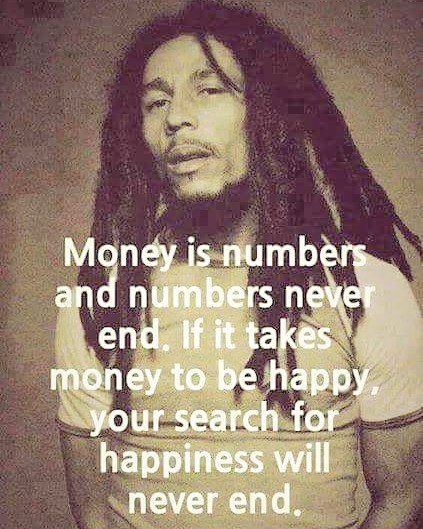 Money is numbers
and numbers never
end. If it takes
money to be happy,
your search for
happiness will
never end.